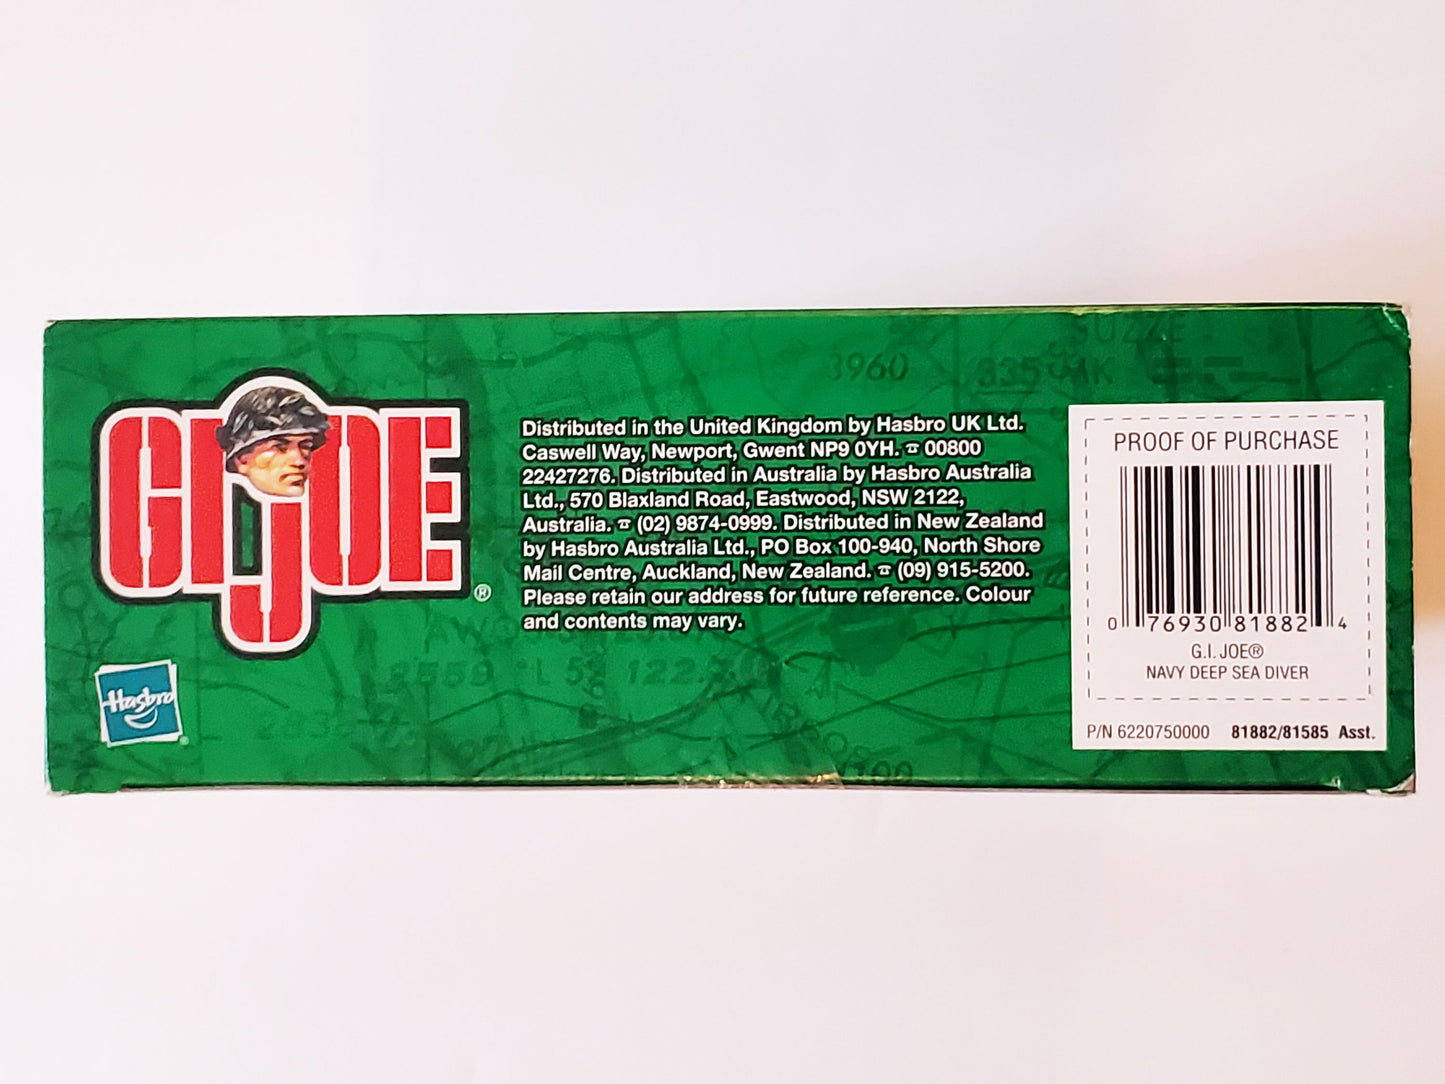 GI JOE
®
Hasbro
®
Distributed in the United Kingdom by Hasbro UK Ltd.
Caswell Way, Newport, Gwent NP9 0YH. ☎ 00800
22427276. Distributed in Australia by Hasbro Australia
Ltd., 570 Blaxland Road, Eastwood, NSW 2122,
Australia. ☎ (02) 9874-0999. Distributed in New Zealand
by Hasbro Australia Ltd., PO Box 100-940, North Shore
Mail Centre, Auckland, New Zealand. ☎ (09) 915-5200.
Please retain our address for future reference. Colour
and contents may vary.
SUZZE
3960
335
122.
PROOF OF PURCHASE
0 76930 81882 4
G.I. JOE®
NAVY DEEP SEA DIVER
P/N 6220750000 81882/81585 Asst.